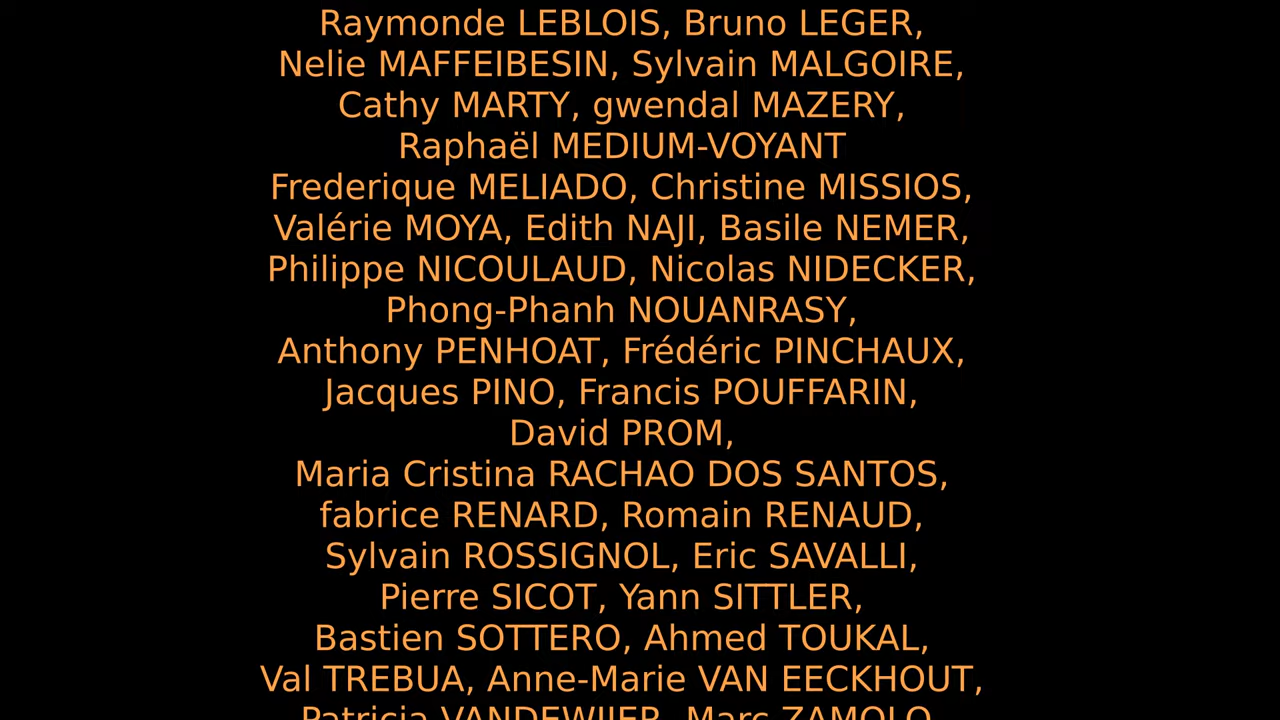 Raymonde LEBLOIS, Bruno LEGER,
Nelie MAFFEIBESIN, Sylvain MALGOIRE,
Cathy MARTY, gwendal MAZERY,
Raphaël MEDIUM-VOYANT
Frederique MELIADO, Christine MISSIOS,
Valérie MOYA, Edith NAJI, Basile NEMER,
Philippe NICOULAUD, Nicolas NIDECKER,
Phong-Phanh NOUANRASY,
Anthony PENHOAT, Frédéric PINCHAUX,
Jacques PINO, Francis POUFFARIN,
David PROM,
Maria Cristina RACHAO DOS SANTOS,
fabrice RENARD, Romain RENAUD,
Sylvain ROSSIGNOL, Eric SAVALLI,
Pierre SICOT, Yann SITTLER,
Bastien SOTTERO, Ahmed TOUKAL,
Val TREBUA, Anne-Marie VAN EECKHOUT,
Patricia Marc